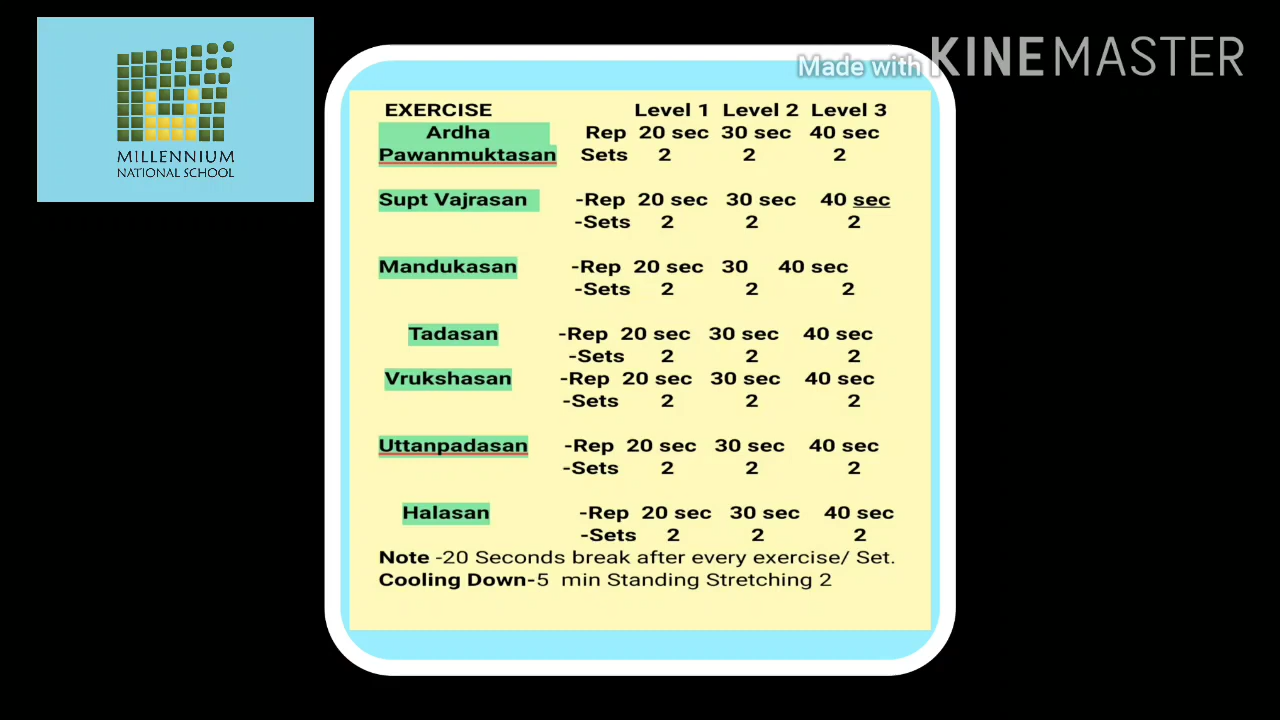 MILLENNIUM
NATIONAL SCHOOL
Made with KINEMASTER
EXERCISE Level 1 Level 2 Level 3
Ardha Rep 20 sec 30 sec 40 sec
Pawanmuktasan Sets 2 2 2
Supt Vajrasan -Rep 20 sec 30 sec 40 sec
-Sets 2 2 2
Mandukasan -Rep 20 sec 30 40 sec
-Sets 2 2 2
Tadasan -Rep 20 sec 30 sec 40 sec
-Sets 2 2 2
Vrukshasan -Rep 20 sec 30 sec 40 sec
-Sets 2 2 2
Uttanpadasan -Rep 20 sec 30 sec 40 sec
-Sets 2 2 2
Halasan -Rep 20 sec 30 sec 40 sec
-Sets 2 2 2
Note -20 Seconds break after every exercise/ Set.
Cooling Down-5 min Standing Stretching 2